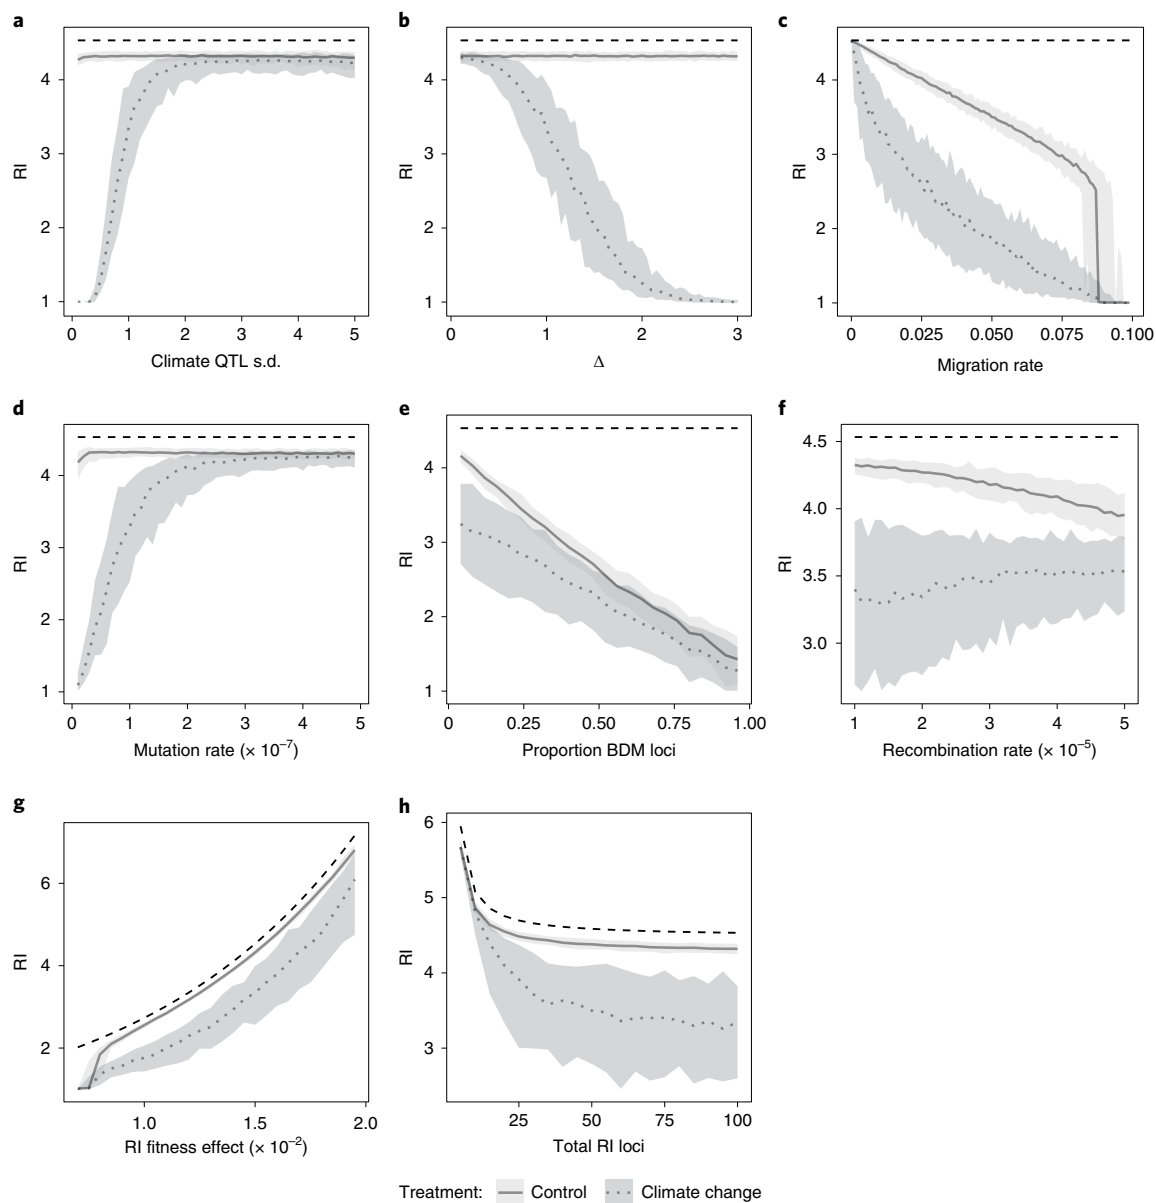 a
RI
4
3
2
1
0 1 2 3 4 5
Climate QTL s.d.
b
RI
4
3
2
1
0 1 2 3
Δ
c
RI
4
3
2
1
0 0.025 0.050 0.075 0.100
Migration rate
d
RI
4
3
2
1
0 1 2 3 4 5
Mutation rate (× 10⁻⁷)
e
RI
4
3
2
1
0 0.25 0.50 0.75 1.00
Proportion BDM loci
f
RI
4.5
4.0
3.5
3.0
1 2 3 4 5
Recombination rate (× 10⁻⁵)
g
RI
6
4
2
1.0 1.5 2.0
RI fitness effect (× 10⁻²)
h
RI
6
5
4
3
25 50 75 100
Total RI loci
Treatment: Control Climate change